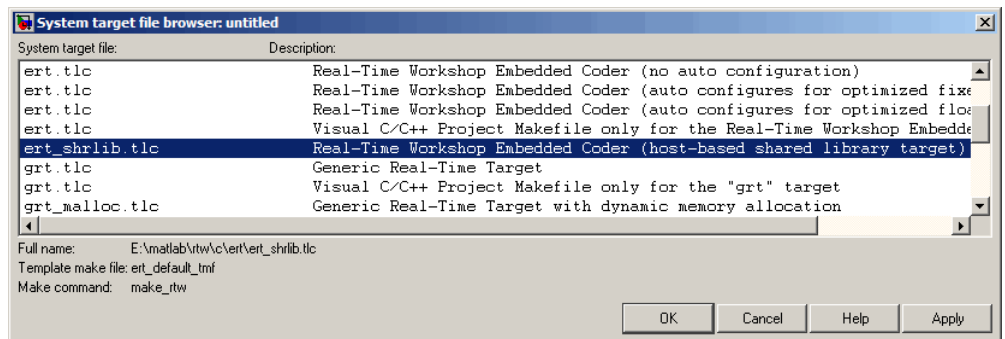 System target file browser: untitled
System target file: Description:
ert.tlc Real-Time Workshop Embedded Coder (no auto configuration)
ert.tlc Real-Time Workshop Embedded Coder (auto configures for optimized fixe
ert.tlc Real-Time Workshop Embedded Coder (auto configures for optimized floa
ert.tlc Visual C/C++ Project Makefile only for the Real-Time Workshop Embedde
ert_shrlib.tlc Real-Time Workshop Embedded Coder (host-based shared library target)
grt.tlc Generic Real-Time Target
grt.tlc Visual C/C++ Project Makefile only for the "grt" target
grt_malloc.tlc Generic Real-Time Target with dynamic memory allocation
Full name: E:\matlab\rtw\c\ert\ert_shrlib.tlc
Template make file: ert_default_tmf
Make command: make_rtw
OK Cancel Help Apply